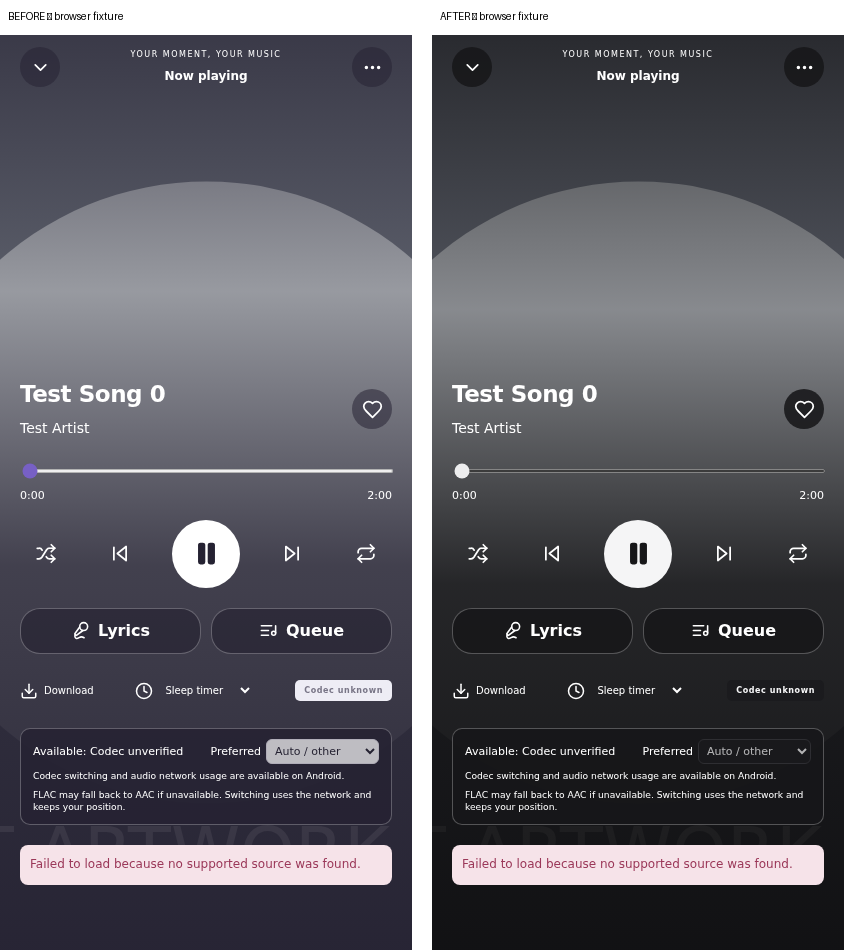 BEFORE browser fixture
YOUR MOMENT, YOUR MUSIC
Now playing
Test Song 0
Test Artist
0:00
2:00
Lyrics
Queue
Download
Sleep timer
Codec unknown
Available: Codec unverified
Preferred
Auto / other
Codec switching and audio network usage are available on Android.
FLAC may fall back to AAC if unavailable. Switching uses the network and
keeps your position.
ARTWORK
Failed to load because no supported source was found.
AFTER browser fixture
YOUR MOMENT, YOUR MUSIC
Now playing
Test Song 0
Test Artist
0:00
2:00
Lyrics
Queue
Download
Sleep timer
Codec unknown
Available: Codec unverified
Preferred
Auto / other
Codec switching and audio network usage are available on Android.
FLAC may fall back to AAC if unavailable. Switching uses the network and
keeps your position.
ARTWORK
Failed to load because no supported source was found.